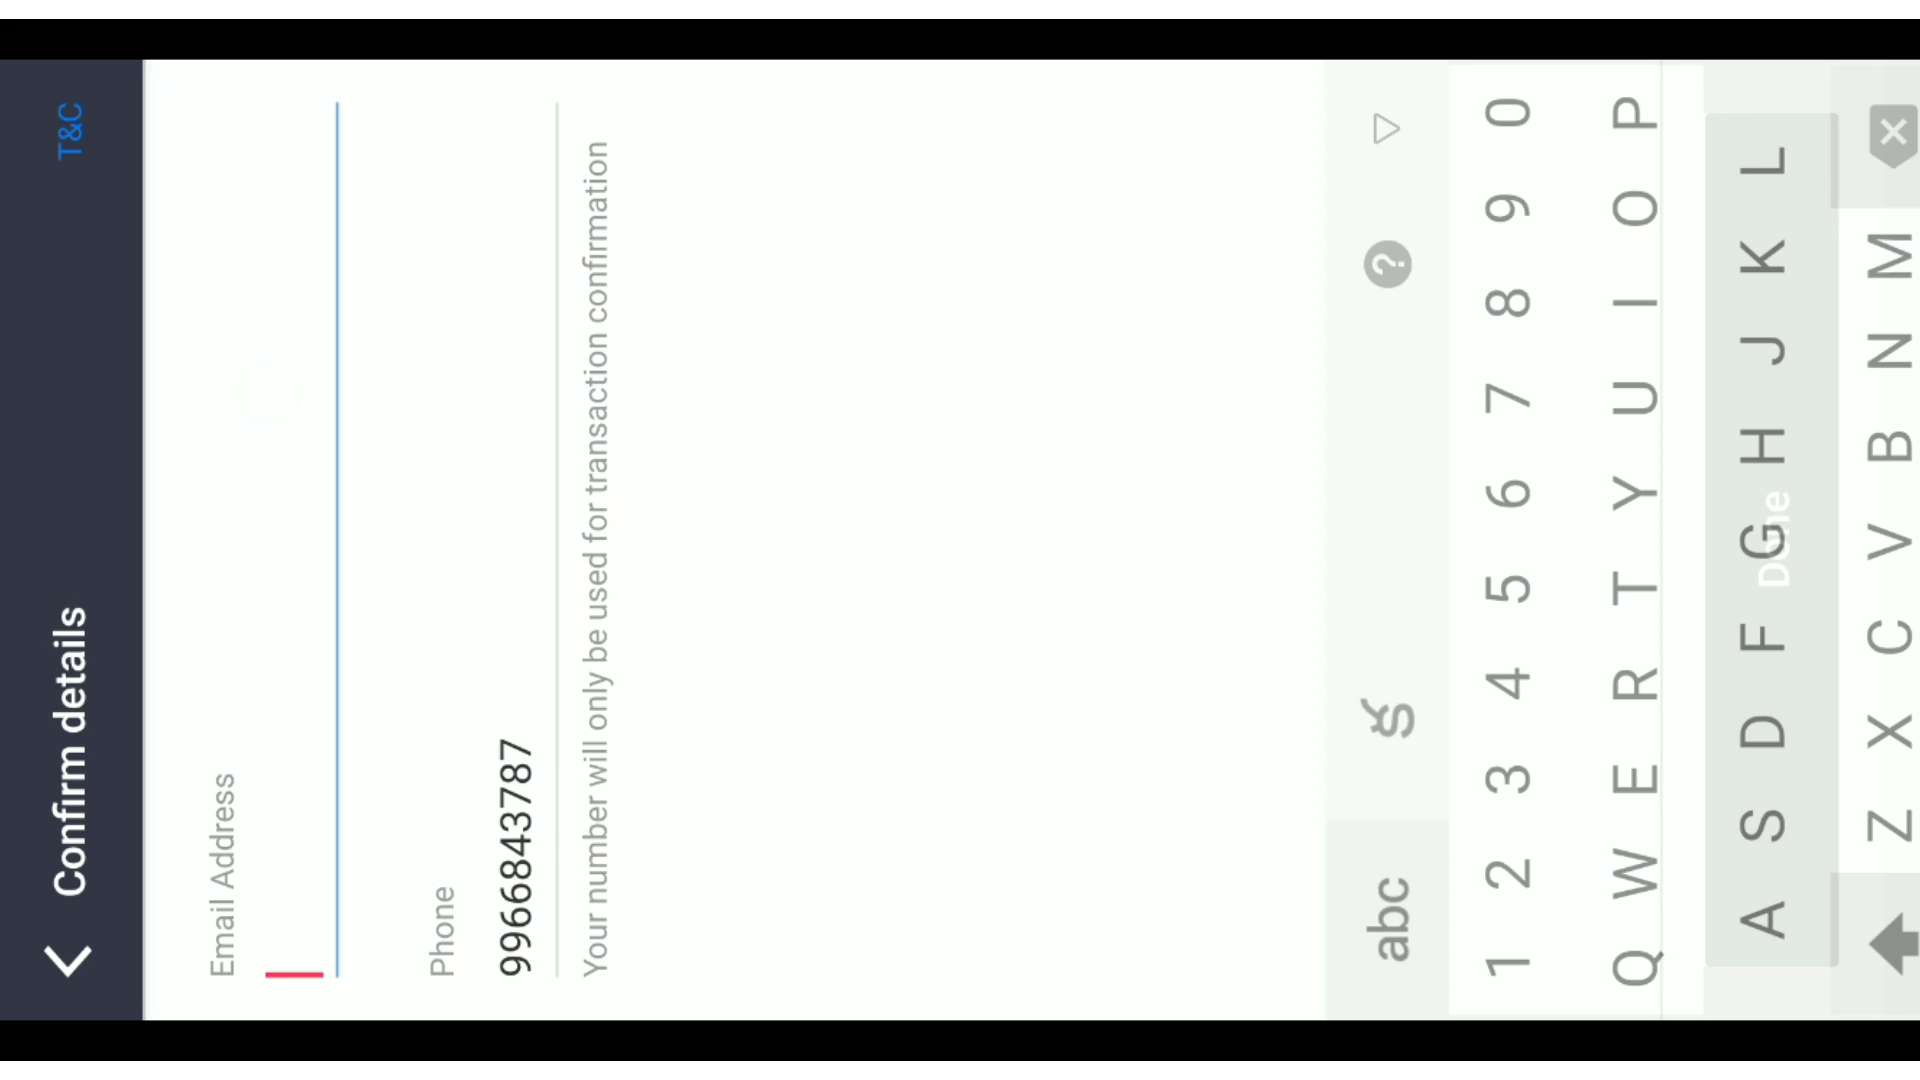 Confirm details
T&C
Email Address
Phone
9966843787
Your number will only be used for transaction confirmation
abc
?
1 2 3 4 5 6 7 8 9 0
Q W E R T Y U I O P
A S D F G H J K L
Done
Z X C V B N M